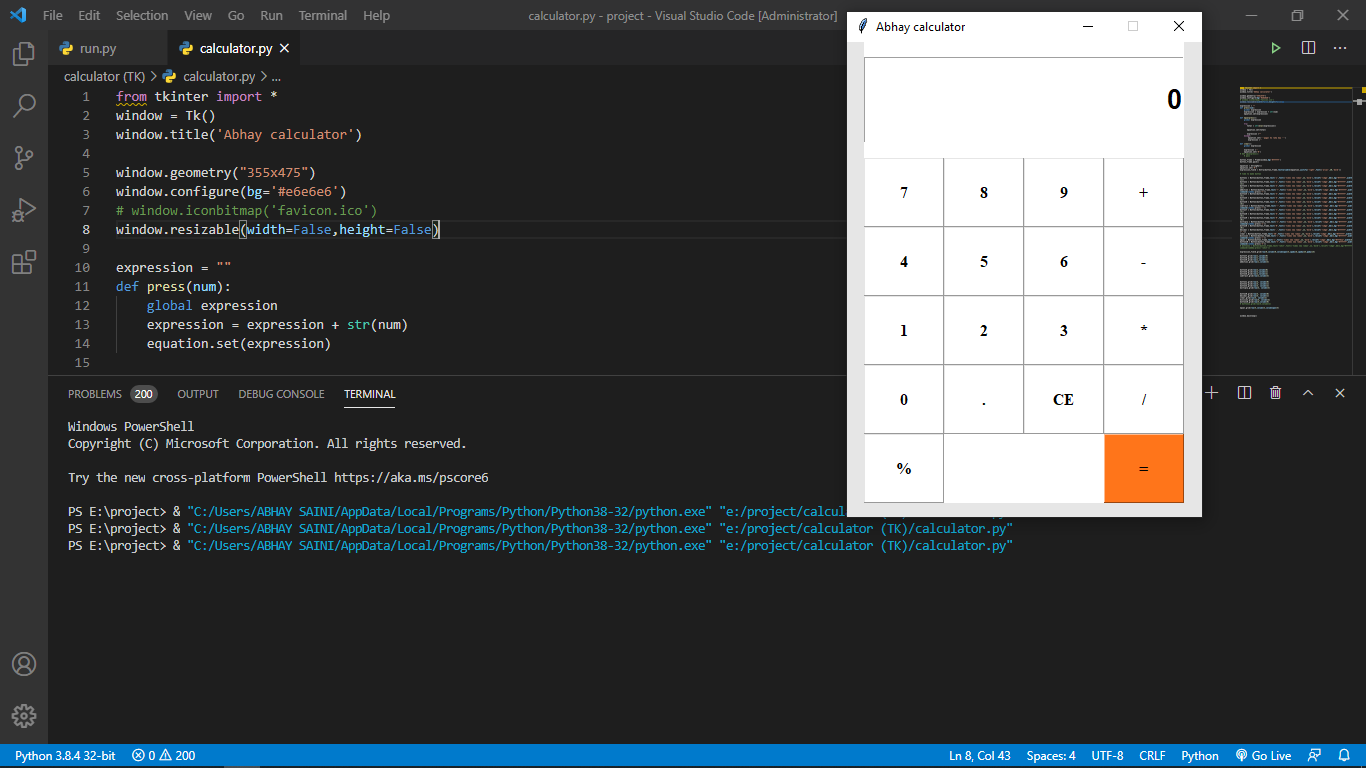 File Edit Selection View Go Run Terminal Help
calculator.py - project - Visual Studio Code [Administrator]
run.py
calculator.py
calculator (TK) > calculator.py > ...
1 from tkinter import *
2 window = Tk()
3 window.title('Abhay calculator')
4
5 window.geometry("355x475")
6 window.configure(bg='#e6e6e6')
7 # window.iconbitmap('favicon.ico')
8 window.resizable(width=False,height=False)
9
10 expression = ""
11 def press(num):
12 global expression
13 expression = expression + str(num)
14 equation.set(expression)
15
Abhay calculator
0
7 8 9 +
4 5 6 -
1 2 3 *
0 . CE /
% =
PROBLEMS 200 OUTPUT DEBUG CONSOLE TERMINAL
Windows PowerShell
Copyright (C) Microsoft Corporation. All rights reserved.
Try the new cross-platform PowerShell https://aka.ms/pscore6
PS E:\project> & "C:/Users/ABHAY SAINI/AppData/Local/Programs/Python/Python38-32/python.exe" "e:/project/calcul
PS E:\project> & "C:/Users/ABHAY SAINI/AppData/Local/Programs/Python/Python38-32/python.exe" "e:/project/calculator (TK)/calculator.py"
PS E:\project> & "C:/Users/ABHAY SAINI/AppData/Local/Programs/Python/Python38-32/python.exe" "e:/project/calculator (TK)/calculator.py"
Python 3.8.4 32-bit 0 200 Ln 8, Col 43 Spaces: 4 UTF-8 CRLF Python Go Live